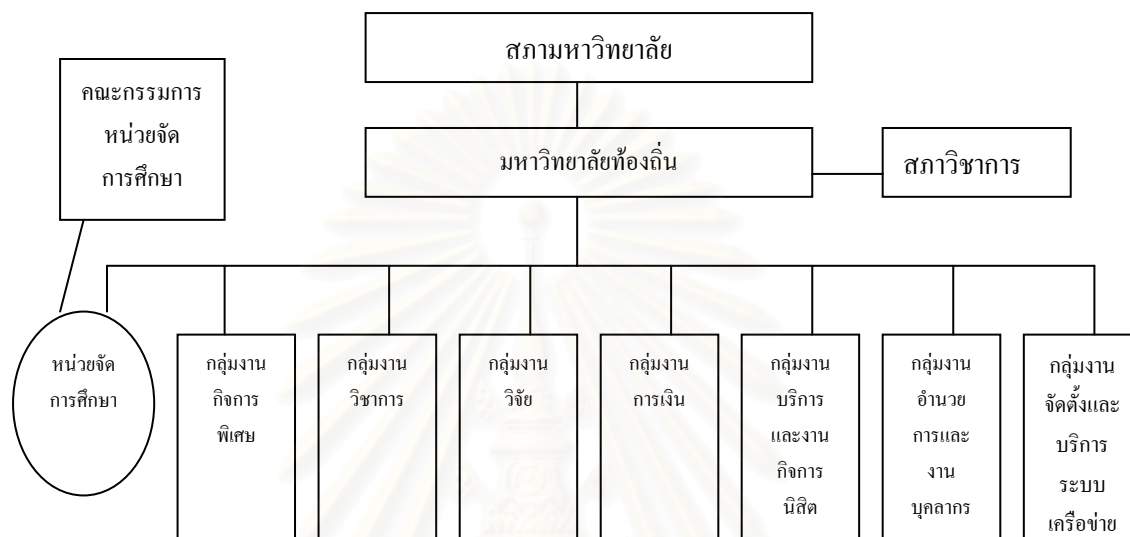 สภามหาวิทยาลัย
คณะกรรมการ
หน่วยจัด
การศึกษา
มหาวิทยาลัยท้องถิ่น
สภาวิชาการ
หน่วยจัด
การศึกษา
กลุ่มงาน
กิจการ
พิเศษ
กลุ่มงาน
วิชาการ
กลุ่มงาน
วิจัย
กลุ่มงาน
การเงิน
กลุ่มงาน
บริการ
และงาน
กิจการ
นิสิต
กลุ่มงาน
อำนวย
การและ
งาน
บุคลากร
กลุ่มงาน
จัดตั้งและ
บริการ
ระบบ
เครือข่าย